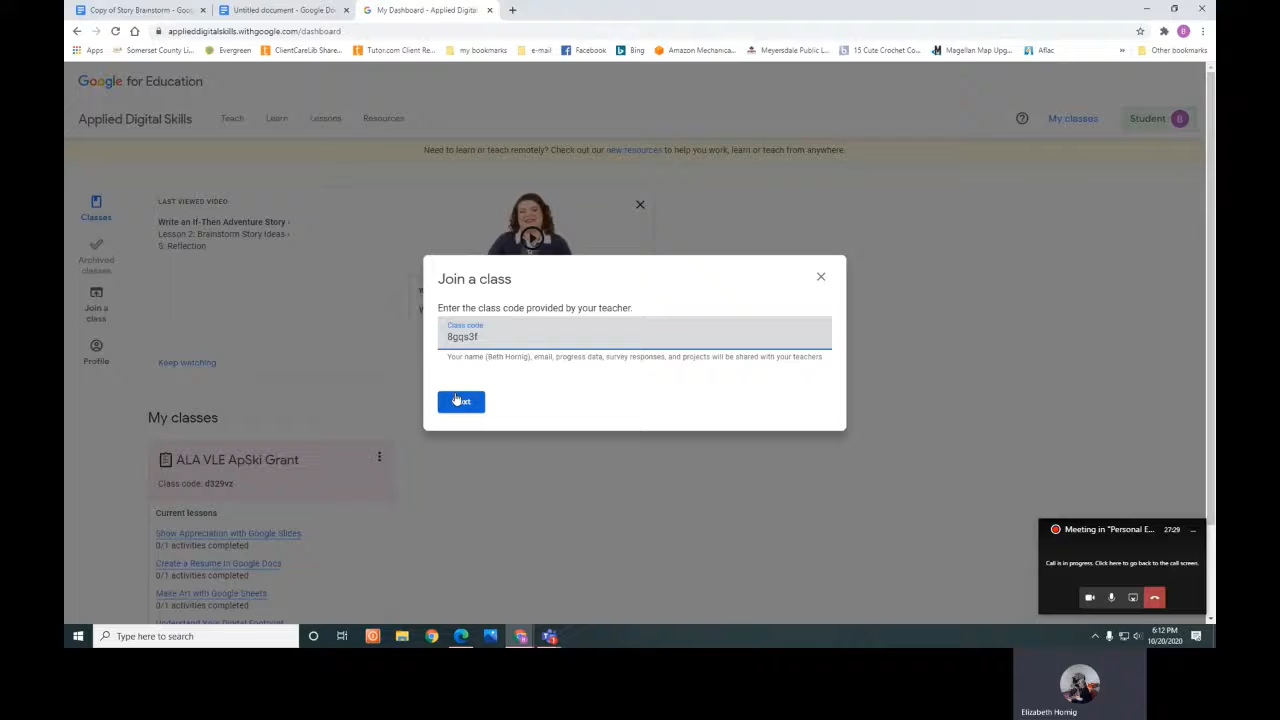 Copy of Story Brainstorm - Goo
Untitled document - Google Do
My Dashboard - Applied Digital
applieddigitalskills.withgoogle.com/dashboard
Apps
Somerset County Li...
Evergreen
ClientCareLib Share...
Tutor.com Client Re...
my bookmarks
e-mail
Facebook
Bing
Amazon Mechanica...
Meyersdale Public L...
15 Cute Crochet Co...
Magellan Map Upg...
Aflac
»
Other bookmarks
Google for Education
Applied Digital Skills
Teach
Learn
Lessons
Resources
My classes
Student
B
Need to learn or teach remotely? Check out our new resources to help you work, learn or teach from anywhere.
Classes
Archived
classes
Join a
class
Profile
LAST VIEWED VIDEO
Write an If-Then Adventure Story ›
Lesson 2: Brainstorm Story Ideas ›
5. Reflection
Keep watching
Join a class
Enter the class code provided by your teacher.
Class code
8gqs3f
Your name (Beth Hornig), email, progress data, survey responses, and projects will be shared with your teachers
My classes
ALA VLE ApSki Grant
Class code: d329vz
Current lessons
Show Appreciation with Google Slides
0/1 activities completed
Create a Resume in Google Docs
0/1 activities completed
Make Art with Google Sheets
0/1 activities completed
Understand Your Digital Footprint
Meeting in "Personal E...
27:29
Call is in progress. Click here to go back to the call screen.
Type here to search
6:12 PM
10/20/2020
Elizabeth Hornig